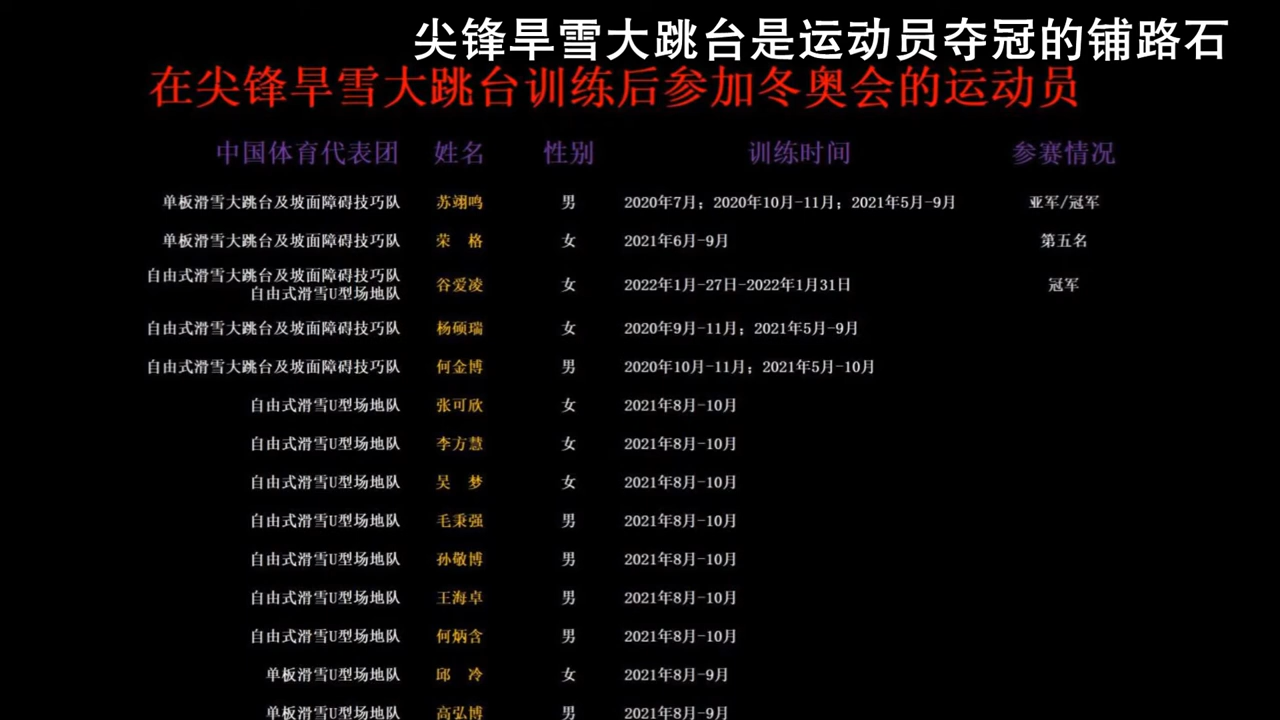 尖锋旱雪大跳台是运动员夺冠的铺路石
在尖锋旱雪大跳台训练后参加冬奥会的运动员
中国体育代表团 姓名 性别 训练时间 参赛情况
单板滑雪大跳台及坡面障碍技巧队 苏翊鸣 男 2020年7月；2020年10月-11月；2021年5月-9月 亚军/冠军
单板滑雪大跳台及坡面障碍技巧队 荣 格 女 2021年6月-9月 第五名
自由式滑雪大跳台及坡面障碍技巧队
自由式滑雪U型场地队 谷爱凌 女 2022年1月-27日-2022年1月31日 冠军
自由式滑雪大跳台及坡面障碍技巧队 杨硕瑞 女 2020年9月-11月；2021年5月-9月
自由式滑雪大跳台及坡面障碍技巧队 何金博 男 2020年10月-11月；2021年5月-10月
自由式滑雪U型场地队 张可欣 女 2021年8月-10月
自由式滑雪U型场地队 李方慧 女 2021年8月-10月
自由式滑雪U型场地队 吴 梦 女 2021年8月-10月
自由式滑雪U型场地队 毛秉强 男 2021年8月-10月
自由式滑雪U型场地队 孙敬博 男 2021年8月-10月
自由式滑雪U型场地队 王海卓 男 2021年8月-10月
自由式滑雪U型场地队 何炳含 男 2021年8月-10月
单板滑雪U型场地队 邱 冷 女 2021年8月-9月
单板滑雪U型场地队 高弘博 男 2021年8月-9月